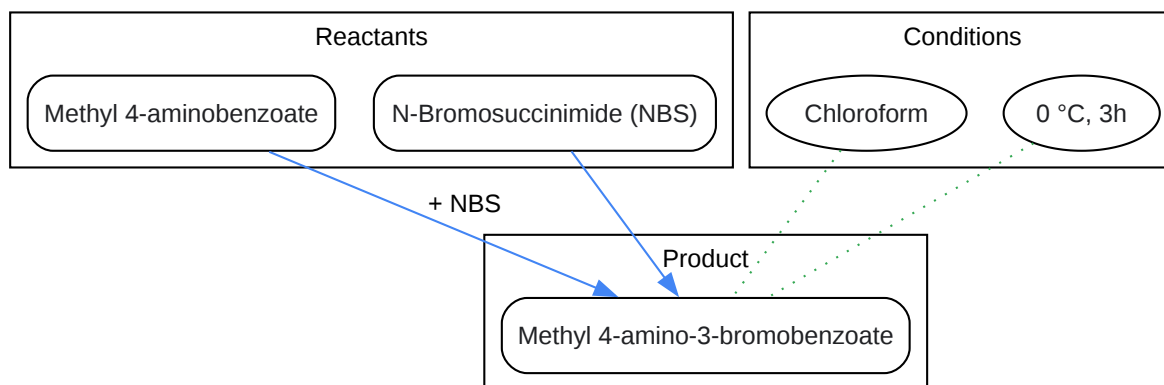 Reactants
Conditions
Methyl 4-aminobenzoate
N-Bromosuccinimide (NBS)
Chloroform
0 °C, 3h
+ NBS
Product
Methyl 4-amino-3-bromobenzoate